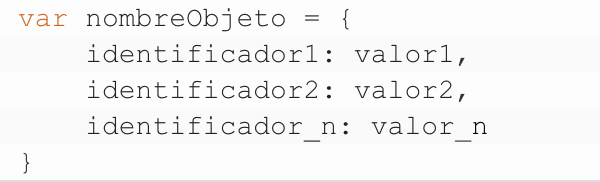 var nombreObjeto = {
    identificador1: valor1,
    identificador2: valor2,
    identificador_n: valor_n
}